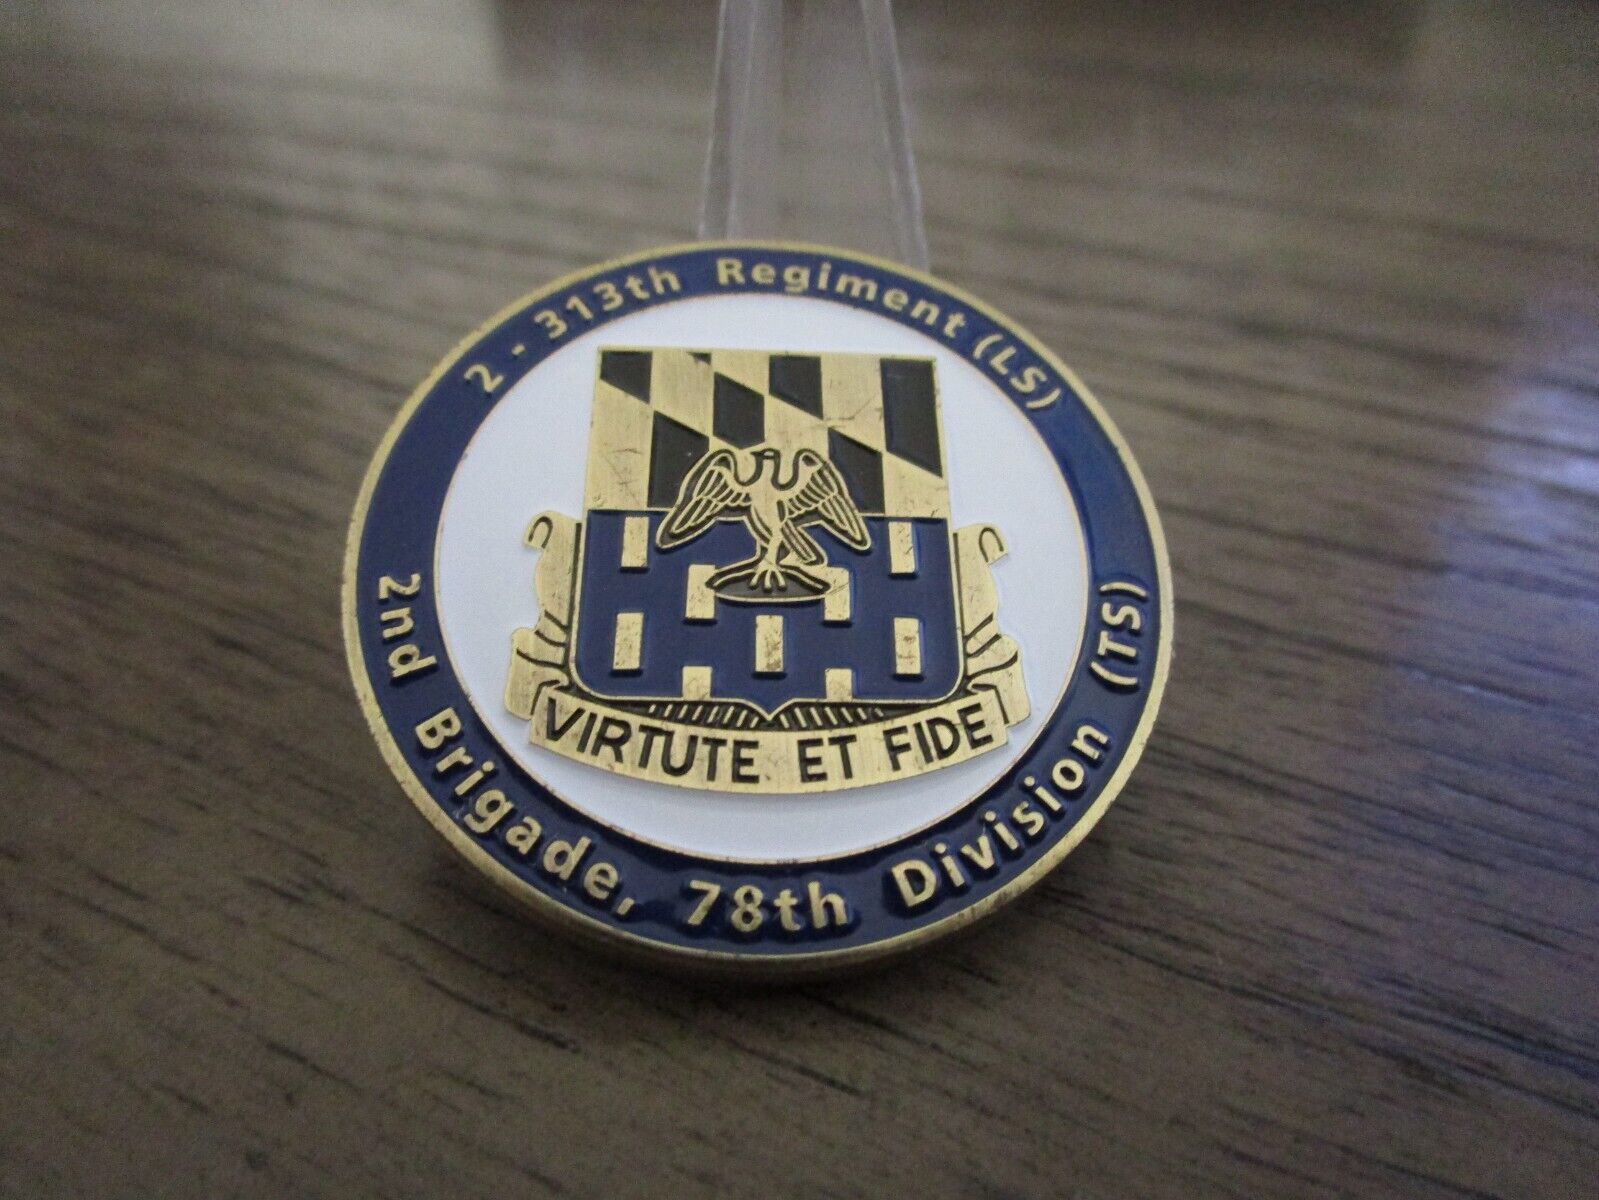 2 - 313th Regiment (LS)
VIRTUTE ET FIDE
2nd Brigade, 78th Division (TS)